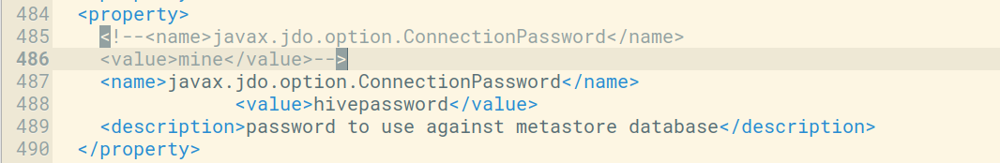 484 <property>
485 <!--<name>javax.jdo.option.ConnectionPassword</name>
486 <value>mine</value>-->
487 <name>javax.jdo.option.ConnectionPassword</name>
488 <value>hivepassword</value>
489 <description>password to use against metastore database</description>
490 </property>